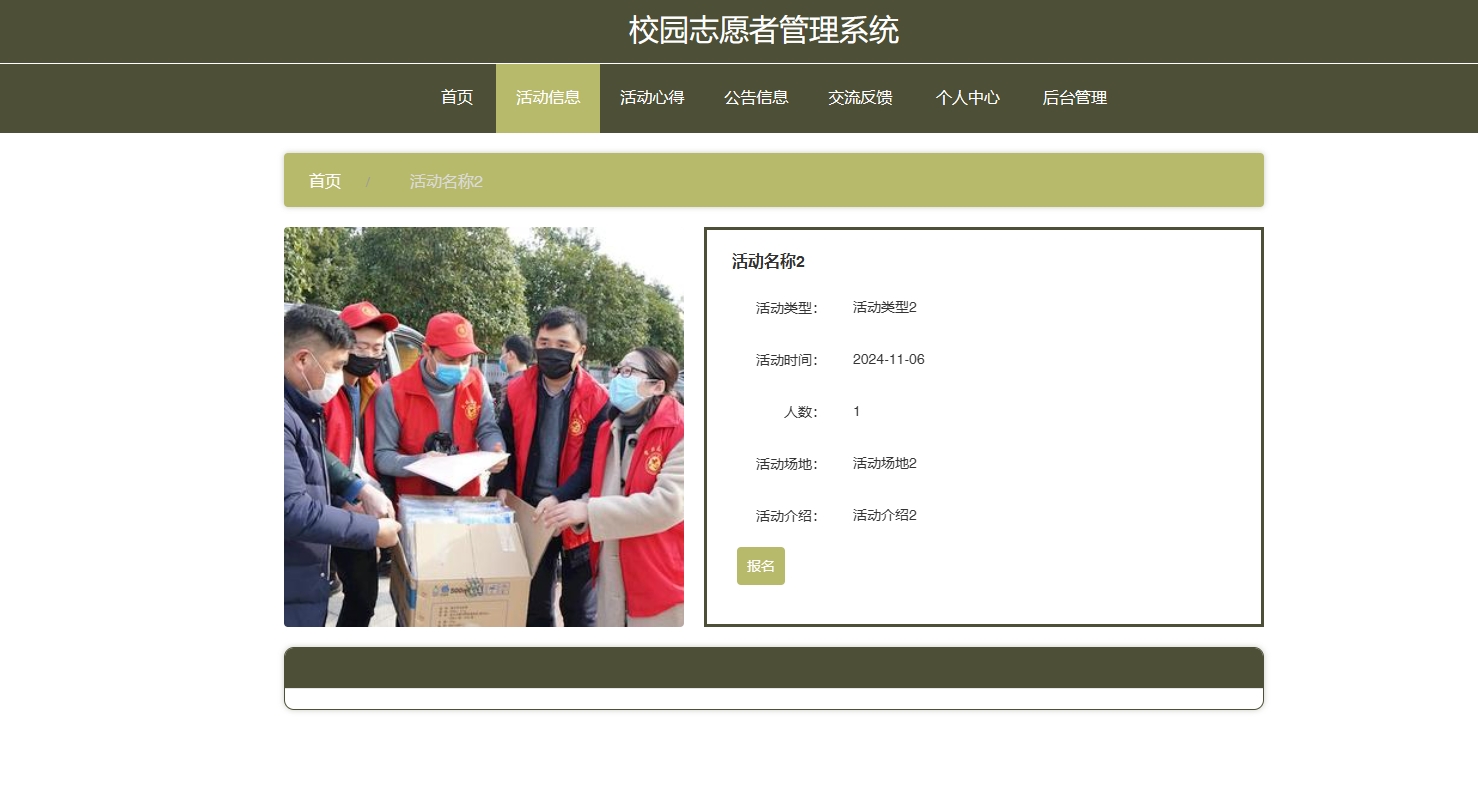 校园志愿者管理系统
首页 活动信息 活动心得 公告信息 交流反馈 个人中心 后台管理
首页 / 活动名称2
活动名称2
活动类型： 活动类型2
活动时间： 2024-11-06
人数： 1
活动场地： 活动场地2
活动介绍： 活动介绍2
报名